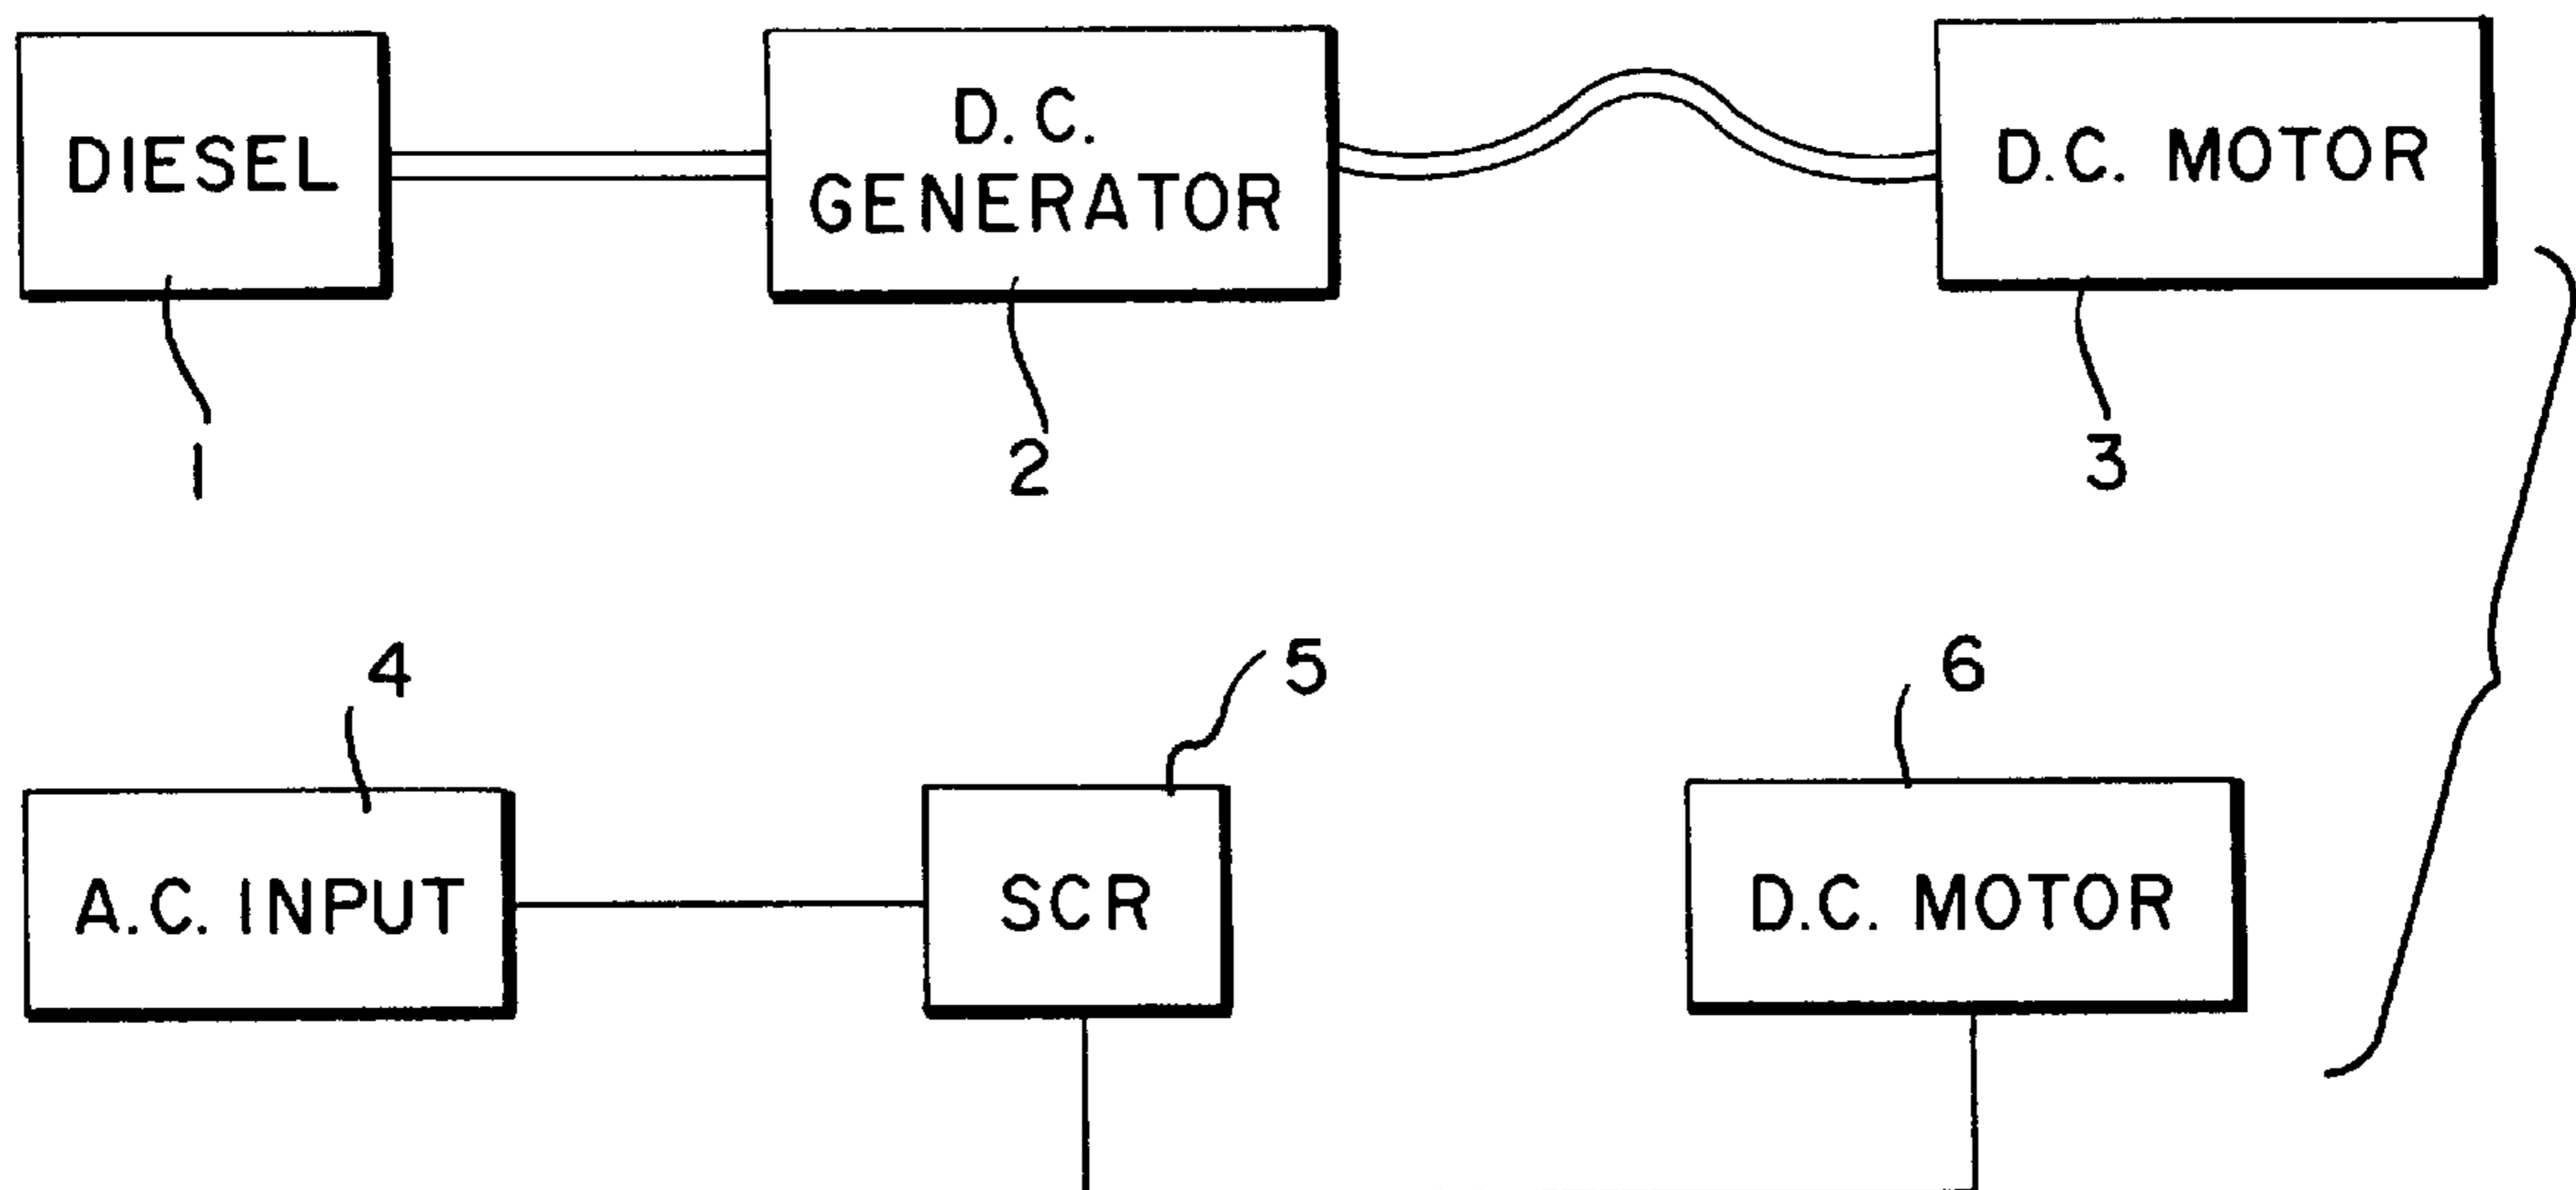 DIESEL
D. C.
GENERATOR
D.C. MOTOR
1
2
3
4
5
6
A.C. INPUT
SCR
D.C. MOTOR